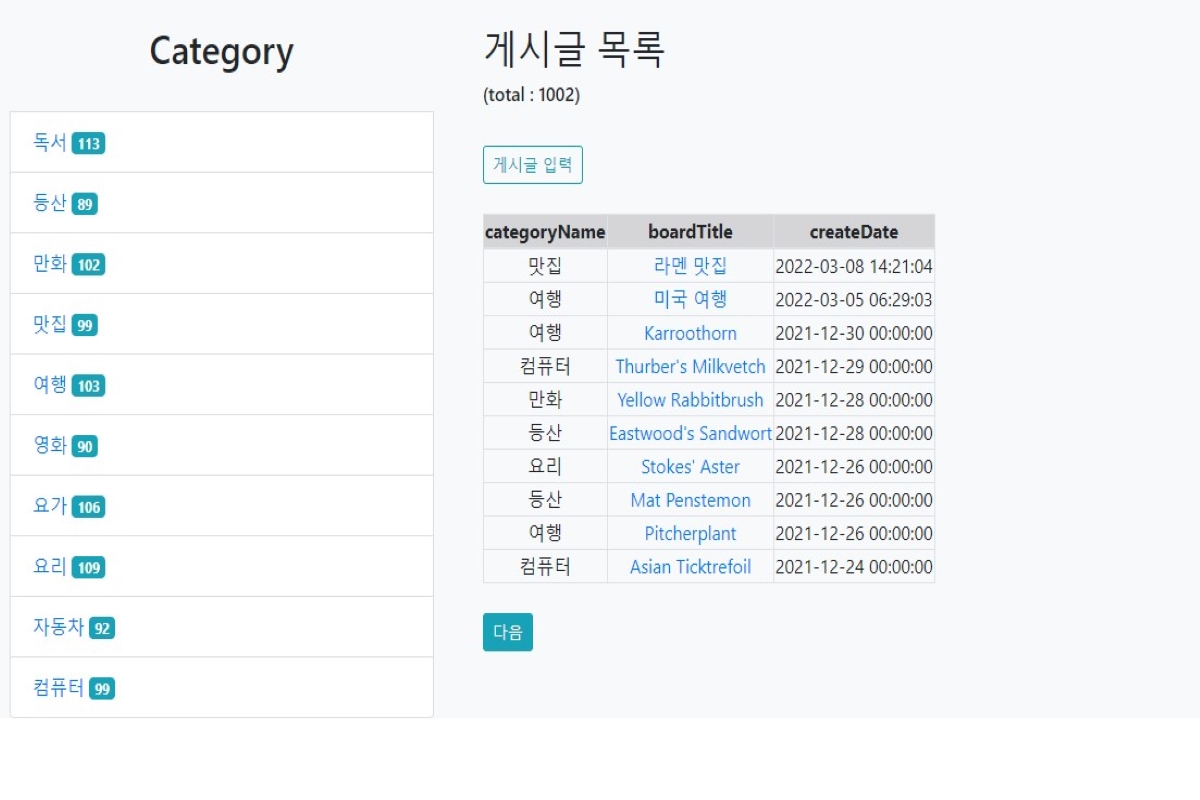 Category
독서 113
등산 89
만화 102
맛집 99
여행 103
영화 90
요가 106
요리 109
자동차 92
컴퓨터 99
게시글 목록
(total : 1002)
게시글 입력
categoryName boardTitle createDate
맛집 라멘 맛집 2022-03-08 14:21:04
여행 미국 여행 2022-03-05 06:29:03
여행 Karroothorn 2021-12-30 00:00:00
컴퓨터 Thurber's Milkvetch 2021-12-29 00:00:00
만화 Yellow Rabbitbrush 2021-12-28 00:00:00
등산 Eastwood's Sandwort 2021-12-28 00:00:00
요리 Stokes' Aster 2021-12-26 00:00:00
등산 Mat Penstemon 2021-12-26 00:00:00
여행 Pitcherplant 2021-12-26 00:00:00
컴퓨터 Asian Ticktrefoil 2021-12-24 00:00:00
다음